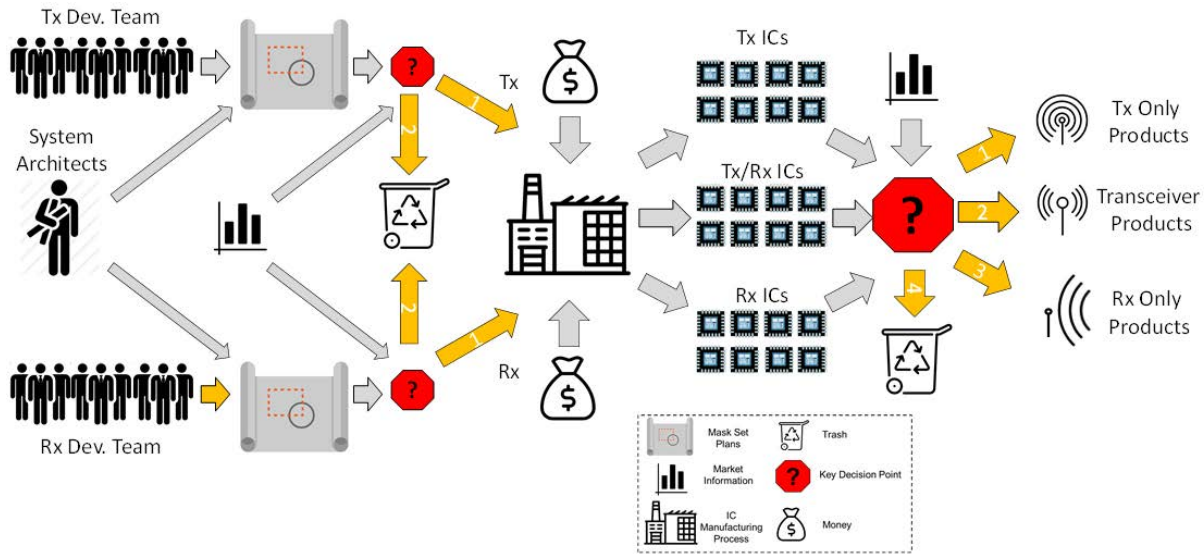 Tx Dev. Team
?
1
2
Tx
$
Tx ICs
System
Architects
Tx/Rx ICs
?
1
2
3
4
Tx Only
Products
Transceiver
Products
Rx Only
Products
2
1
Rx
$
Rx ICs
?
Rx Dev. Team
Mask Set
Plans
Trash
Market
Information
?
Key Decision Point
IC
Manufacturing
Process
$
Money